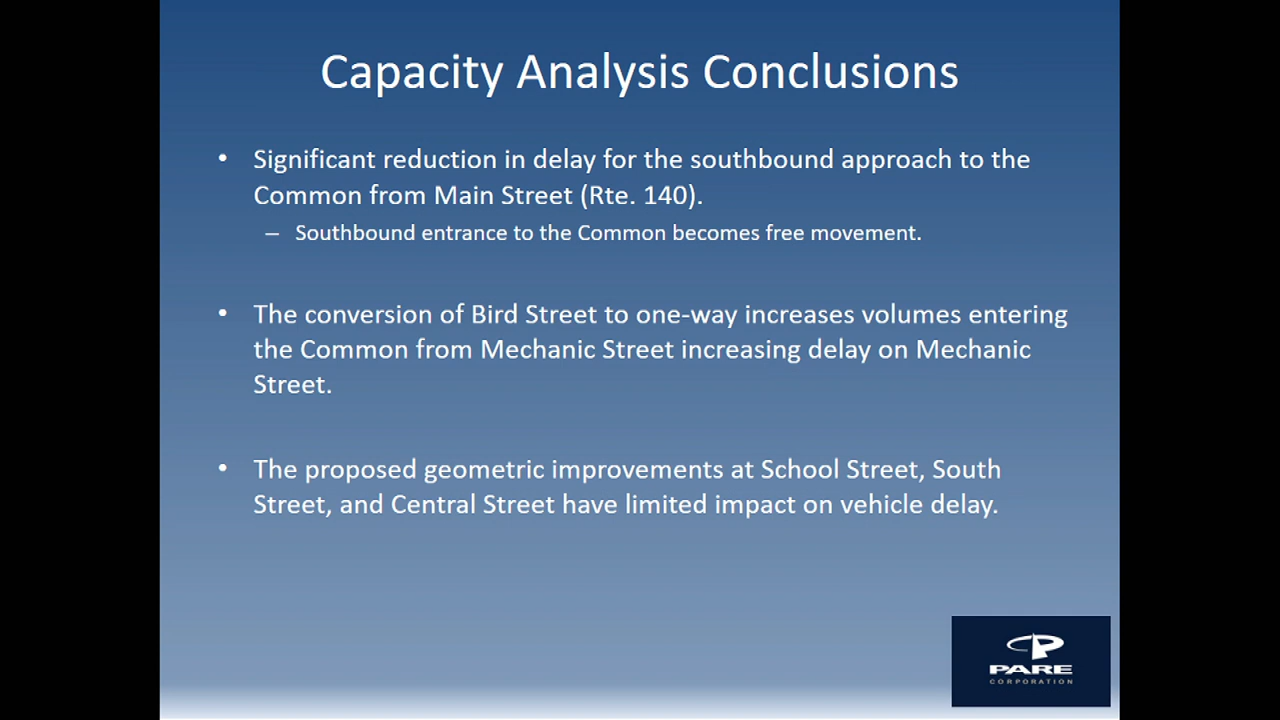 Capacity Analysis Conclusions
• Significant reduction in delay for the southbound approach to the
Common from Main Street (Rte. 140).
– Southbound entrance to the Common becomes free movement.
• The conversion of Bird Street to one-way increases volumes entering
the Common from Mechanic Street increasing delay on Mechanic
Street.
• The proposed geometric improvements at School Street, South
Street, and Central Street have limited impact on vehicle delay.
PARE
CORPORATION